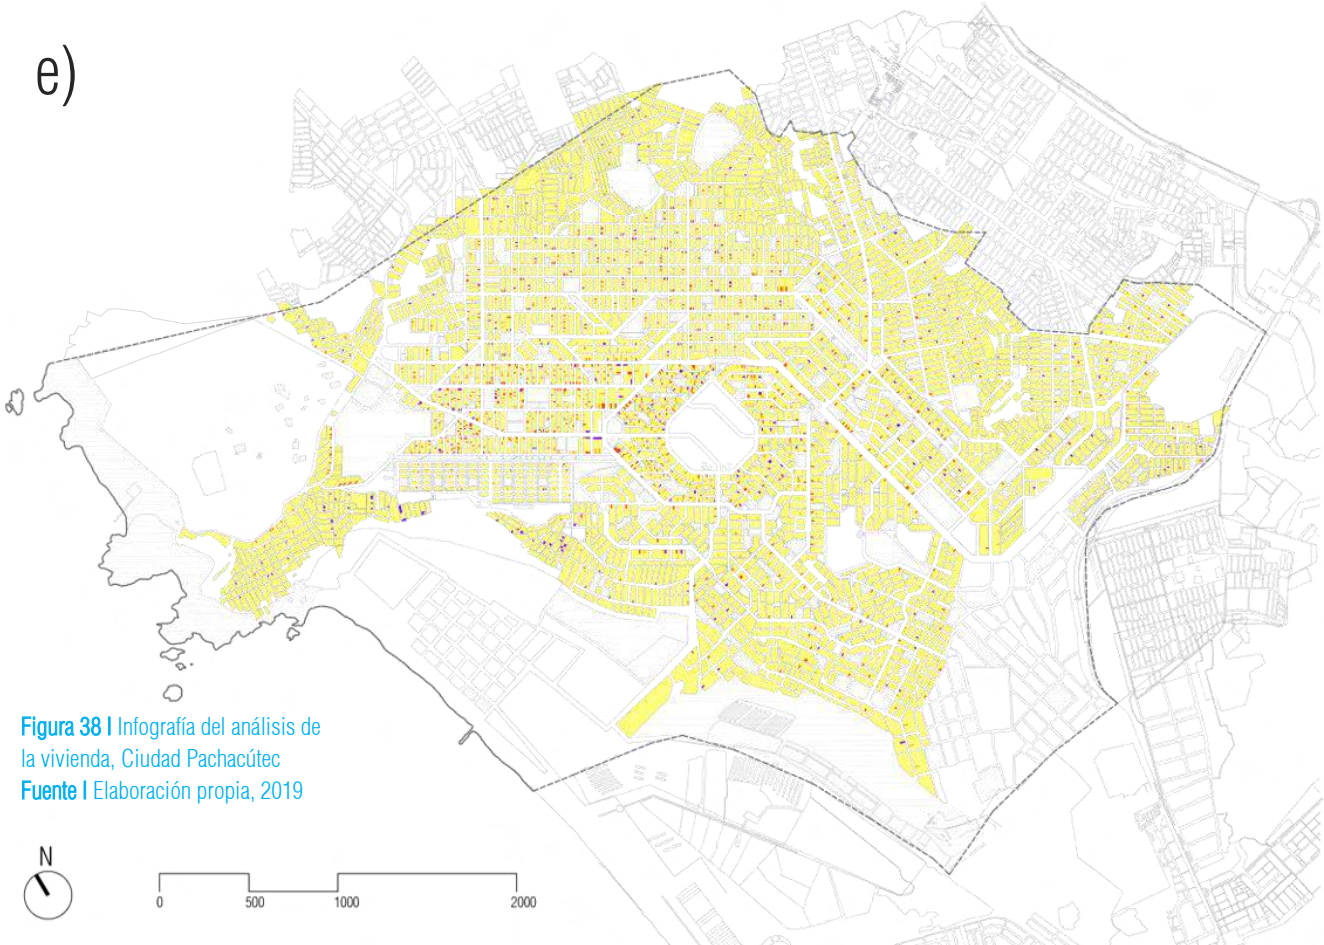 e)
Figura 38 I Infografía del análisis de
la vivienda, Ciudad Pachacútec
Fuente I Elaboración propia, 2019
N
0 500 1000 2000